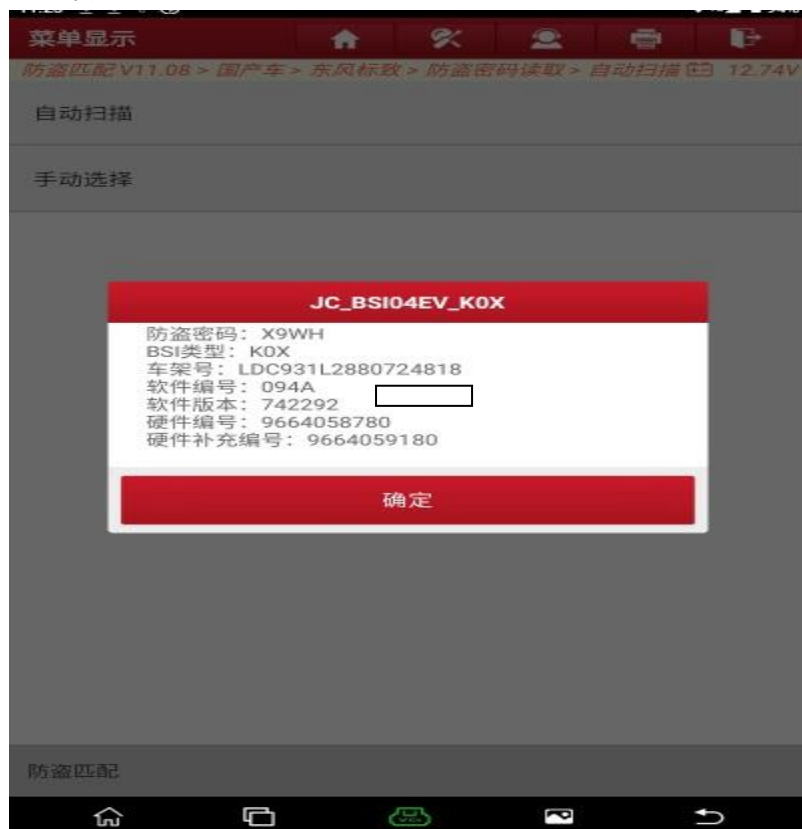 菜单显示
防盗匹配 V11.08 > 国产车 > 东风标致 > 防盗密码读取 > 自动扫描 12.74V
自动扫描
手动选择
JC_BSI04EV_K0X
防盗密码：X9WH
BSI类型：K0X
车架号：LDC931L2880724818
软件编号：094A
软件版本：742292
硬件编号：9664058780
硬件补充编号：9664059180
确定
防盗匹配